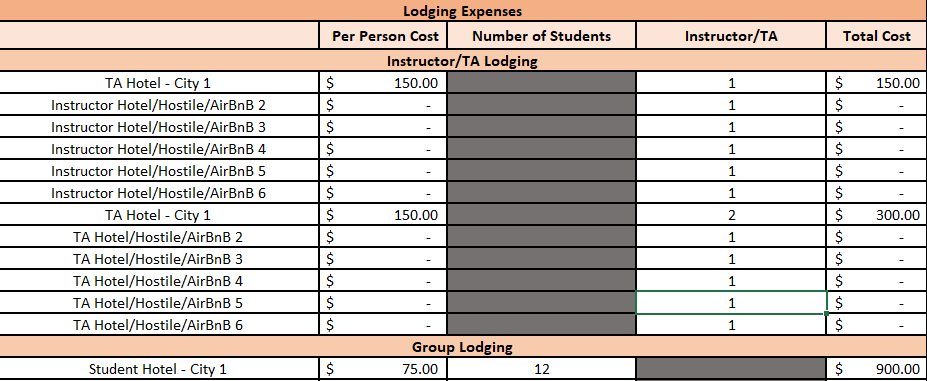 Lodging Expenses
Per Person Cost Number of Students Instructor/TA Total Cost
Instructor/TA Lodging
TA Hotel - City 1 $ 150.00 1 $ 150.00
Instructor Hotel/Hostile/AirBnB 2 $ - 1 $ -
Instructor Hotel/Hostile/AirBnB 3 $ - 1 $ -
Instructor Hotel/Hostile/AirBnB 4 $ - 1 $ -
Instructor Hotel/Hostile/AirBnB 5 $ - 1 $ -
Instructor Hotel/Hostile/AirBnB 6 $ - 1 $ -
TA Hotel - City 1 $ 150.00 2 $ 300.00
TA Hotel/Hostile/AirBnB 2 $ - 1 $ -
TA Hotel/Hostile/AirBnB 3 $ - 1 $ -
TA Hotel/Hostile/AirBnB 4 $ - 1 $ -
TA Hotel/Hostile/AirBnB 5 $ - 1 $ -
TA Hotel/Hostile/AirBnB 6 $ - 1 $ -
Group Lodging
Student Hotel - City 1 $ 75.00 12 $ 900.00